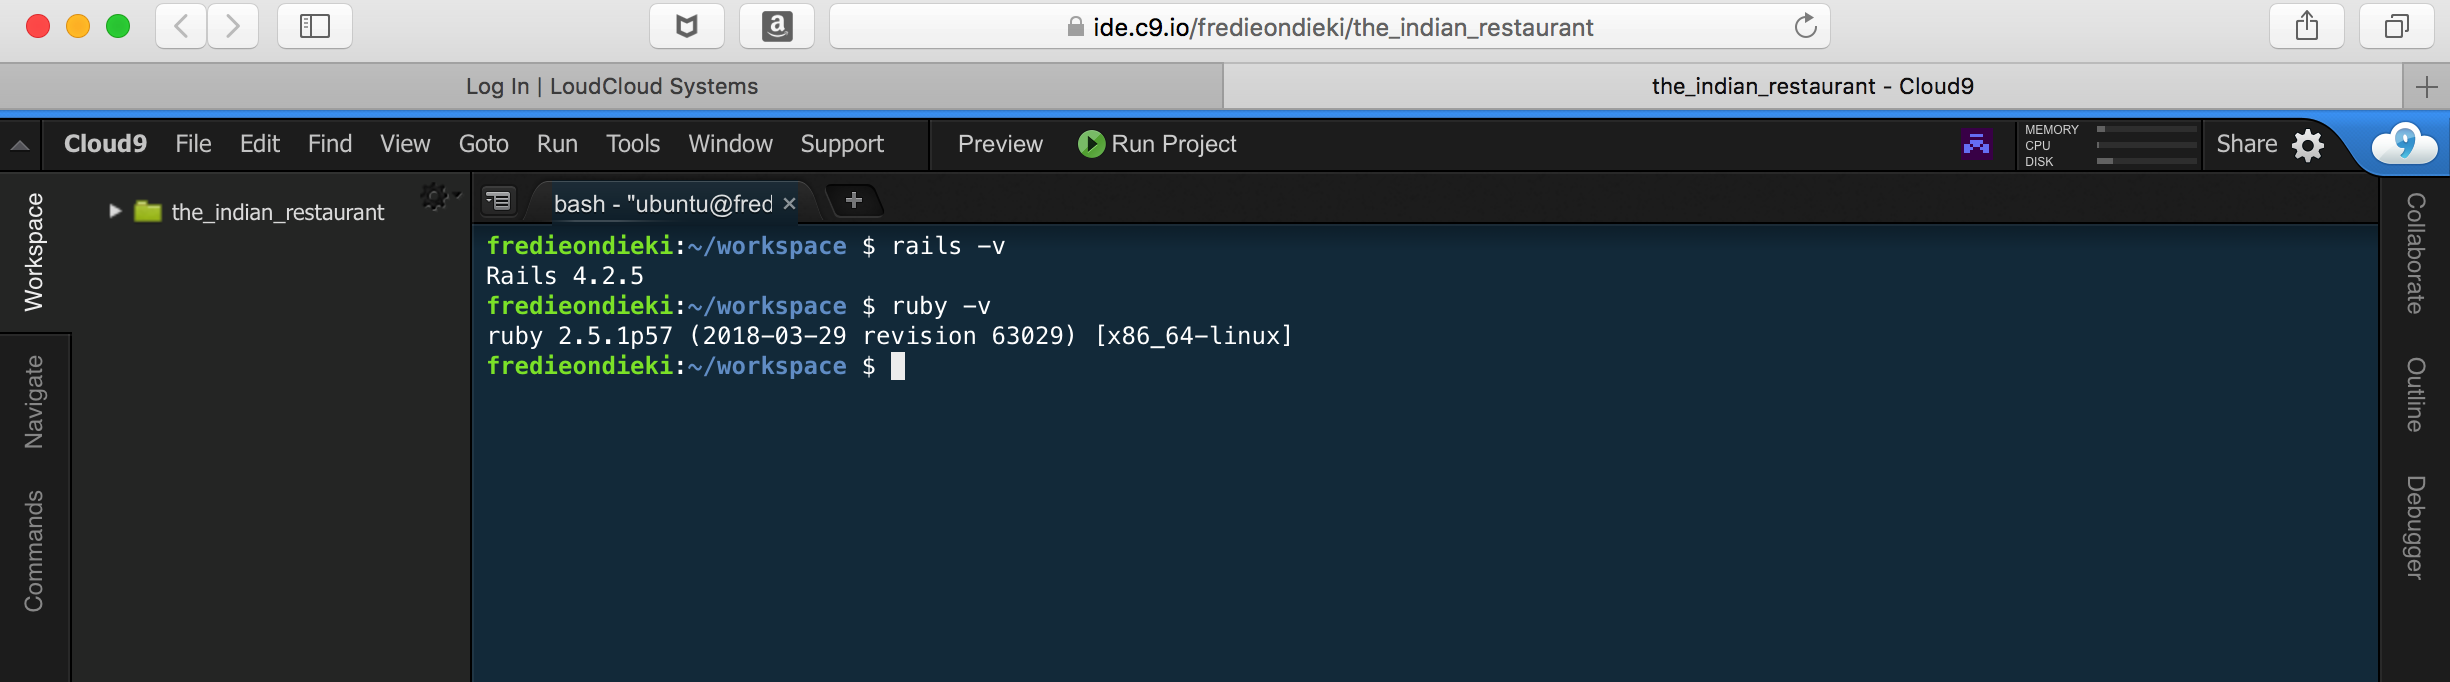 ide.c9.io/fredieondieki/the_indian_restaurant
Log In | LoudCloud Systems
the_indian_restaurant - Cloud9
Cloud9 File Edit Find View Goto Run Tools Window Support Preview Run Project
MEMORY
CPU
DISK
Share
Workspace
Navigate
Commands
the_indian_restaurant
bash - "ubuntu@fred
fredieondieki:~/workspace $ rails -v
Rails 4.2.5
fredieondieki:~/workspace $ ruby -v
ruby 2.5.1p57 (2018-03-29 revision 63029) [x86_64-linux]
fredieondieki:~/workspace $
Collaborate
Outline
Debugger